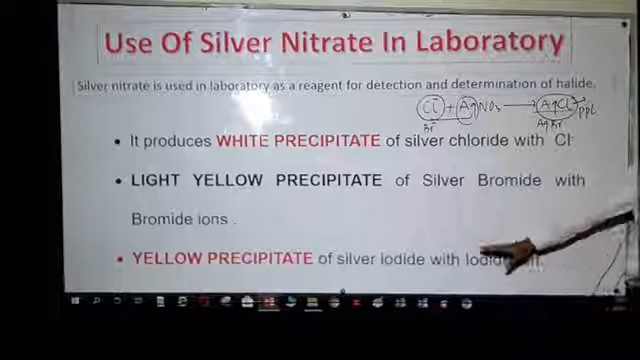 Use Of Silver Nitrate In Laboratory
Silver nitrate is used in laboratory as a reagent for detection and determination of halide.
Cl + AgNO3 → AgCl ppt
Br AgBr
• It produces WHITE PRECIPITATE of silver chloride with Cl
• LIGHT YELLOW PRECIPITATE of Silver Bromide with
Bromide ions .
• YELLOW PRECIPITATE of silver iodide with